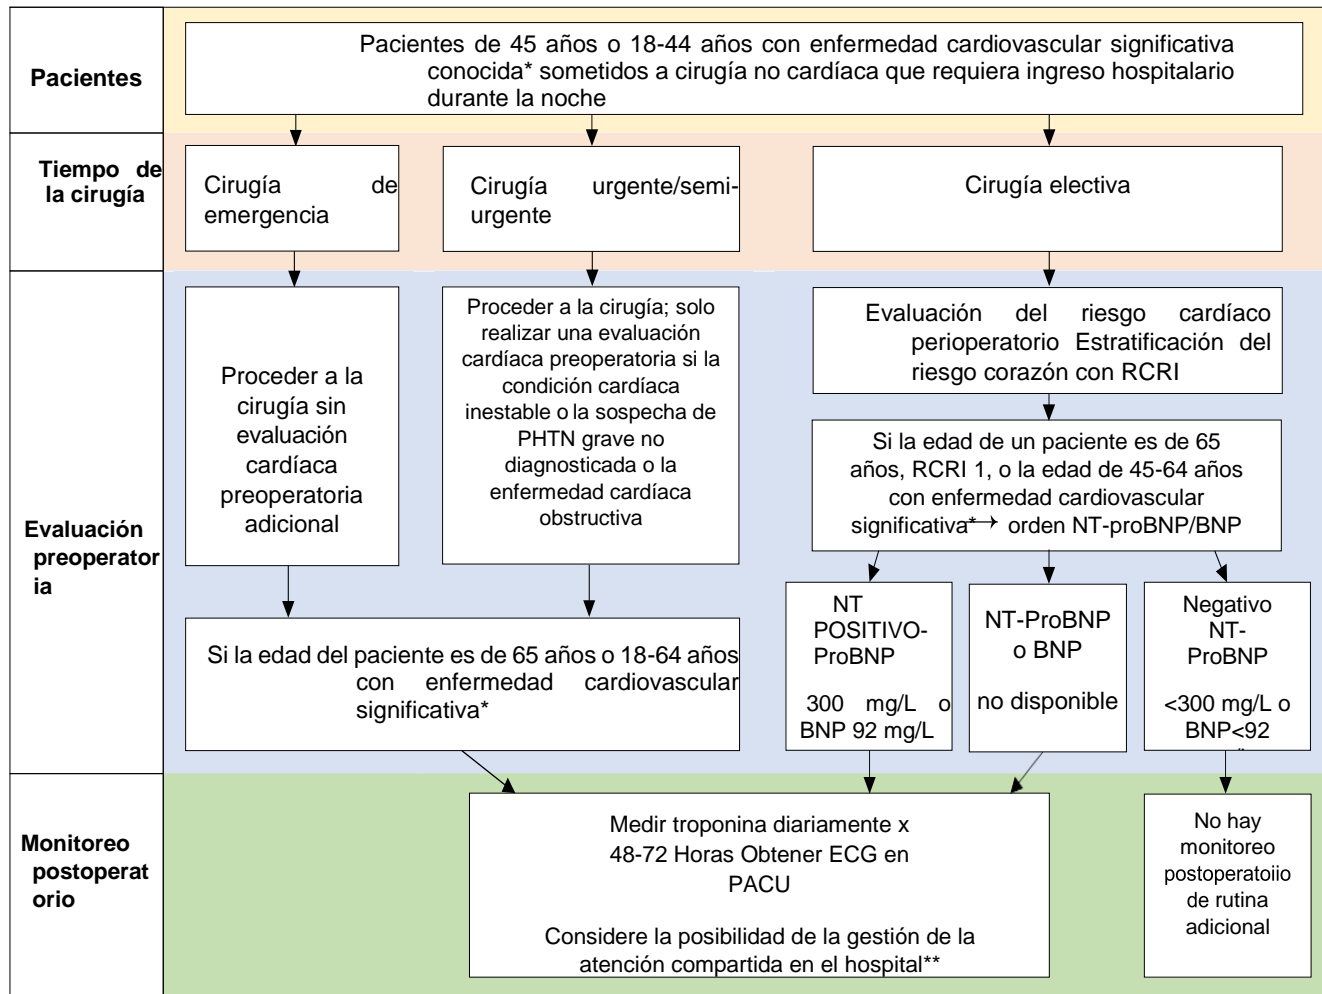 Pacientes
Pacientes de 45 años o 18-44 años con enfermedad cardiovascular significativa
conocida* sometidos a cirugía no cardíaca que requiera ingreso hospitalario
durante la noche
Tiempo de
la cirugía
Cirugía de
emergencia
Cirugía urgente/semi-
urgente
Cirugía electiva
Evaluación
preoperator
ia
Proceder a la
cirugía sin
evaluación
cardíaca
preoperatoria
adicional
Proceder a la cirugía; solo
realizar una evaluación
cardíaca preoperatoria si la
condición cardíaca
inestable o la sospecha de
PHTN grave no
diagnosticada o la
enfermedad cardíaca
obstructiva
Evaluación del riesgo cardíaco
perioperatorio Estratificación del
riesgo corazón con RCRI
Si la edad de un paciente es de 65
años, RCRI 1, o la edad de 45-64 años
con enfermedad cardiovascular
significativa*→ orden NT-proBNP/BNP
Si la edad del paciente es de 65 años o 18-64 años
con enfermedad cardiovascular
significativa*
NT
POSITIVO-
ProBNP
300 mg/L o
BNP 92 mg/L
NT-ProBNP
o BNP
no disponible
Negativo
NT-
ProBNP
<300 mg/L o
BNP<92
Monitoreo
postoperat
orio
Medir troponina diariamente x
48-72 Horas Obtener ECG en
PACU
Considere la posibilidad de la gestión de la
atención compartida en el hospital**
No hay
monitoreo
postoperatoiio
de rutina
adicional